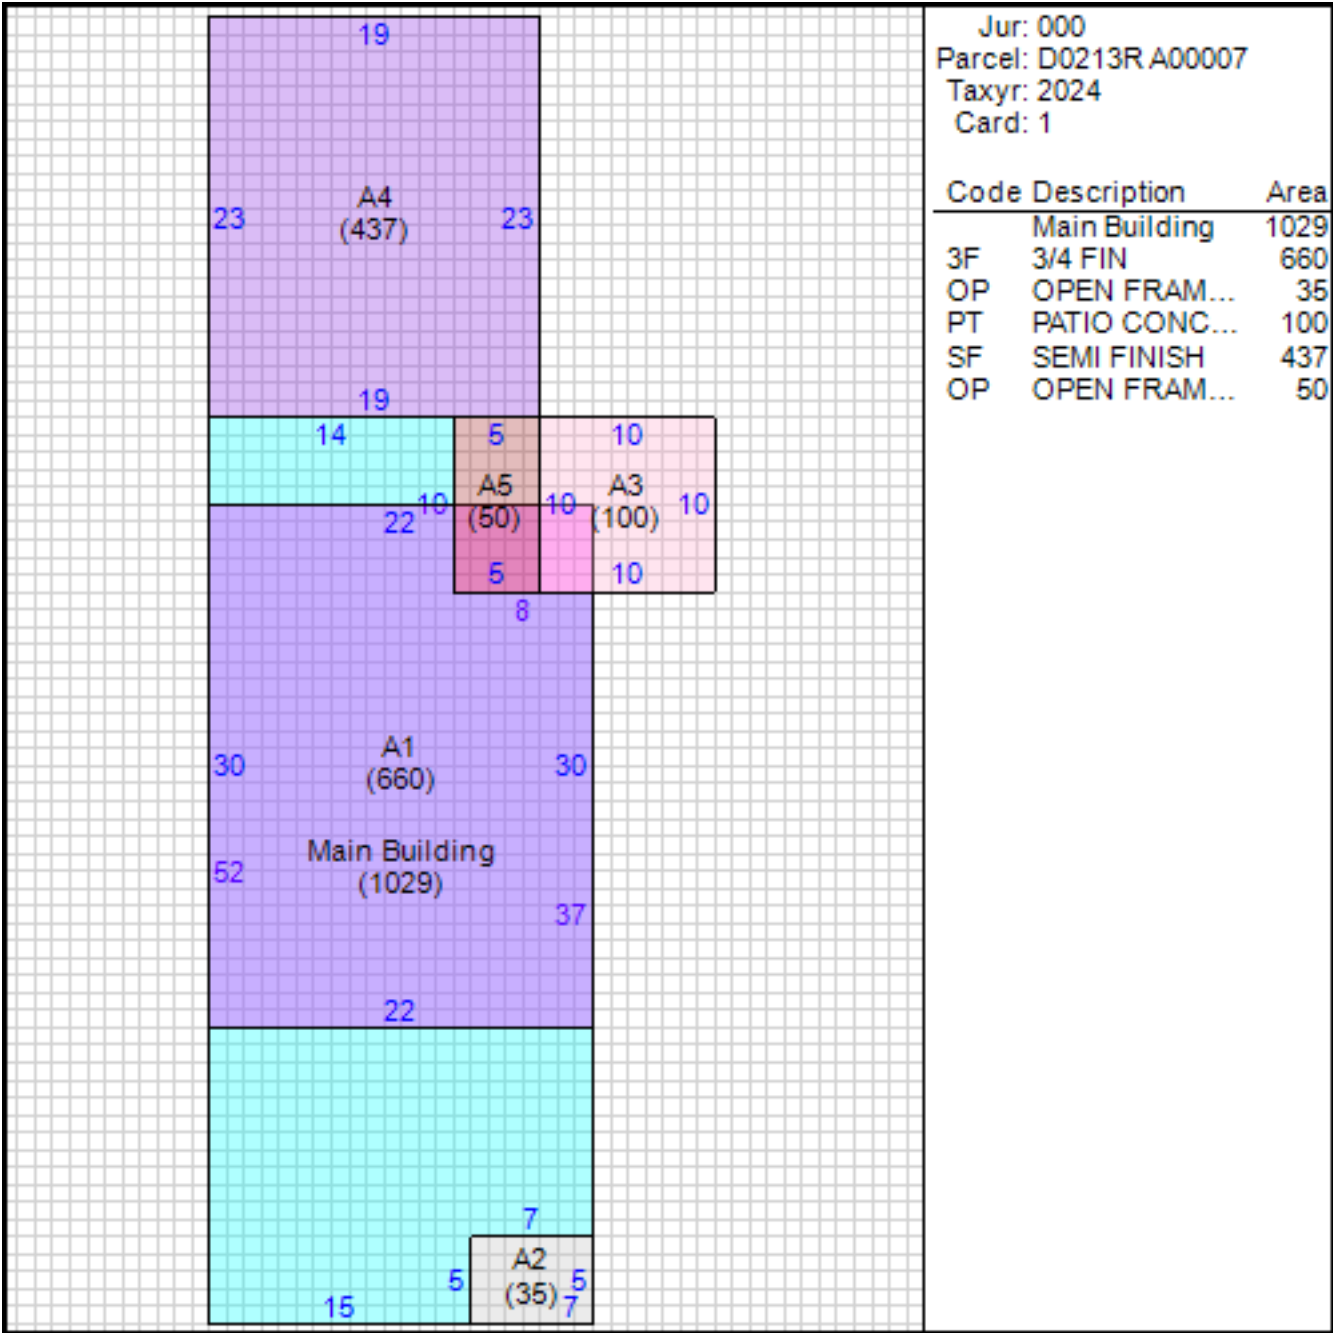 19
A4
(437)
23
23
19
14
5
10
A5
(50)
A3
(100)
10
10
10
22
5
10
8
A1
(660)
30
30
Main Building
(1029)
52
37
22
7
A2
(35)
5
5
7
15
Jur: 000
Parcel: D0213R A00007
Taxyr: 2024
Card: 1
Code Description Area
Main Building 1029
3F 3/4 FIN 660
OP OPEN FRAM... 35
PT PATIO CONC... 100
SF SEMI FINISH 437
OP OPEN FRAM... 50